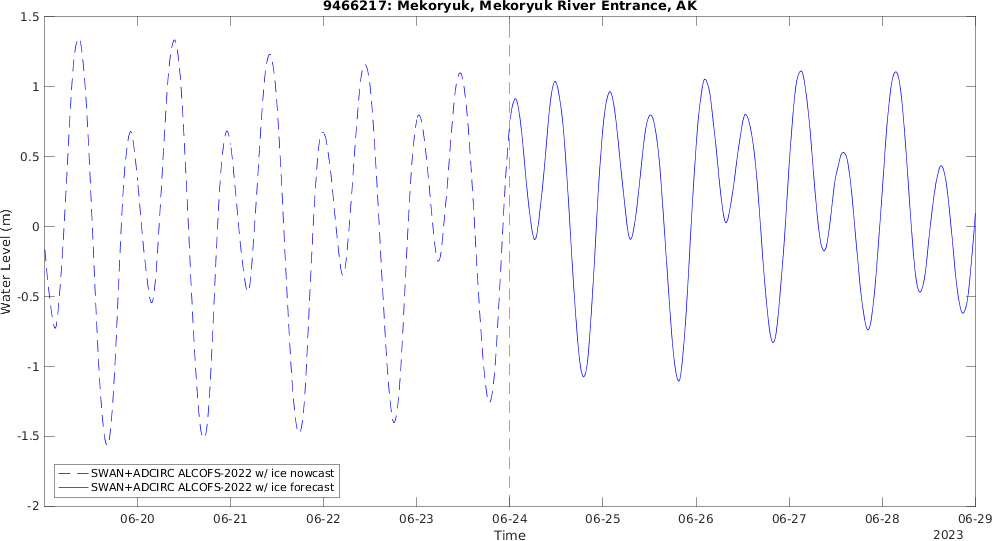 9466217: Mekoryuk, Mekoryuk River Entrance, AK
1.5
1
0.5
0
-0.5
-1
-1.5
-2
Water Level (m)
SWAN+ADCIRC ALCOFS-2022 w/ ice nowcast
SWAN+ADCIRC ALCOFS-2022 w/ ice forecast
06-20 06-21 06-22 06-23 06-24 06-25 06-26 06-27 06-28 06-29
Time
2023